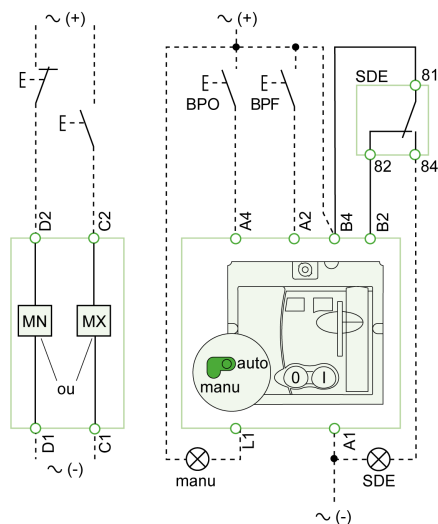 ~ (+)
~ (+)
E
E
E
BPO
E
BPF
SDE
81
82
84
D2
C2
A4
A2
B4
B2
MN
MX
ou
auto
manu
0
I
D1
C1
L1
A1
manu
SDE
~ (-)
~ (-)